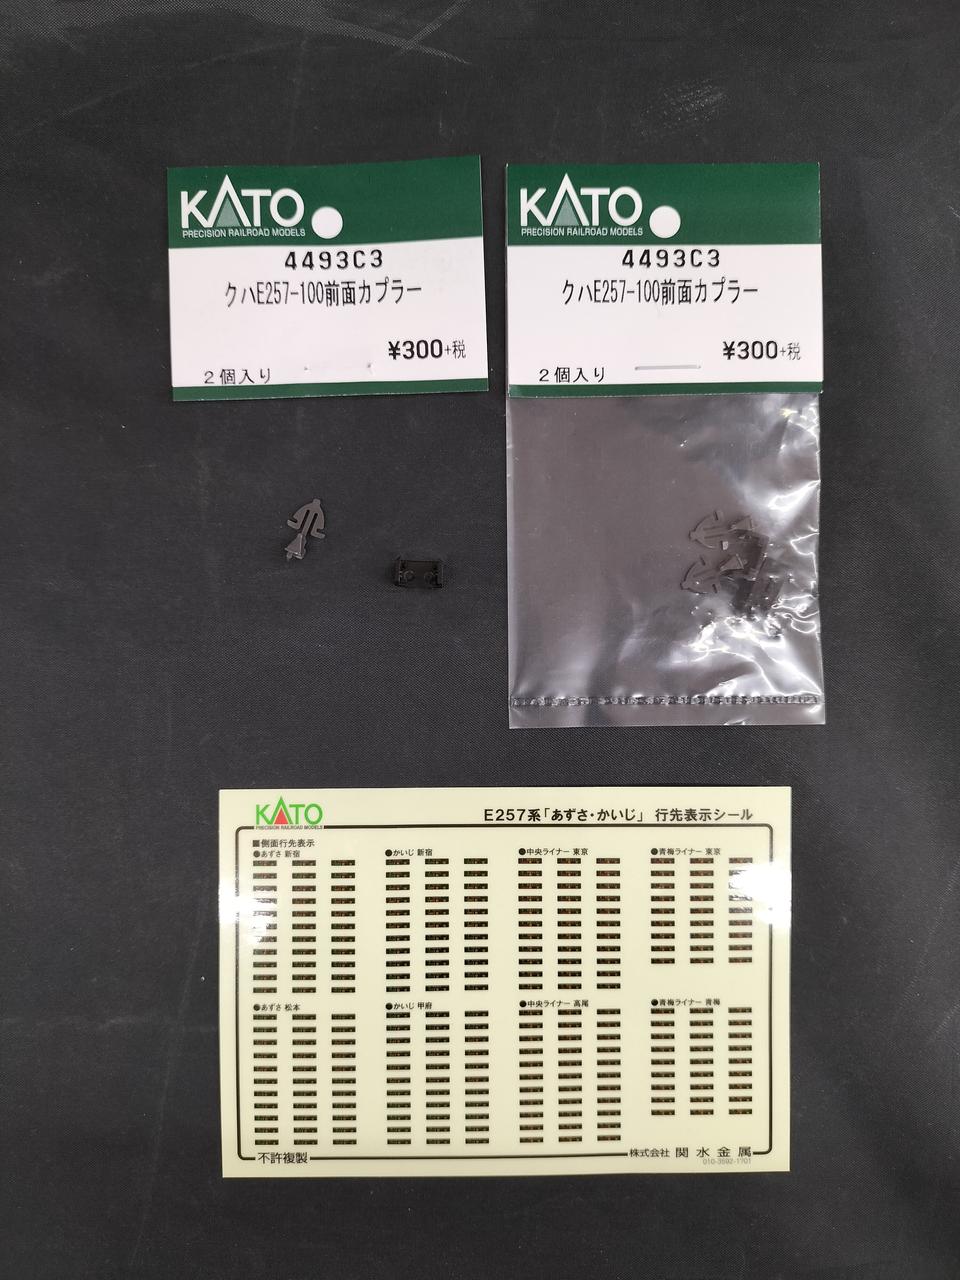 KATO
PRECISION RAILROAD MODELS
4493C3
クハE257-100前面カプラー
¥300+税
2個入り
KATO
PRECISION RAILROAD MODELS
4493C3
クハE257-100前面カプラー
¥300+税
2個入り
KATO
PRECISION RAILROAD MODELS
E257系「あずさ・かいじ」 行先表示シール
■側面行先表示
●あずさ 新宿
●かいじ 新宿
●中央ライナー 東京
●青梅ライナー 東京
●あずさ 松本
●かいじ 甲府
●中央ライナー 高尾
●青梅ライナー 青梅
不許複製
株式会社 関水金属